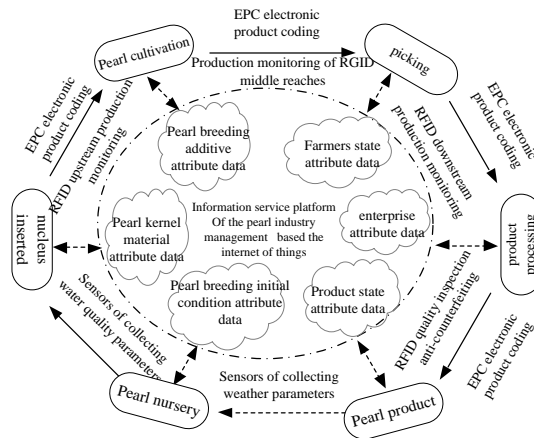 EPC electronic
product coding
Pearl cultivation
picking
Production monitoring of RGID
middle reaches
EPC electronic
product coding
RFID upstream production
monitoring
Pearl breeding
additive
attribute data
Farmers state
attribute data
RFID downstream
production monitoring
EPC electronic
product coding
nucleus
inserted
Pearl kernel
material
attribute data
Information service platform
Of the pearl industry
management based the
internet of things
enterprise
attribute data
product
processing
Pearl breeding initial
condition attribute
data
Product state
attribute data
Sensors of collecting
water quality parameters
RFID quality inspection
anti-counterfeiting
EPC electronic
product coding
Pearl nursery
Sensors of collecting
weather parameters
Pearl product